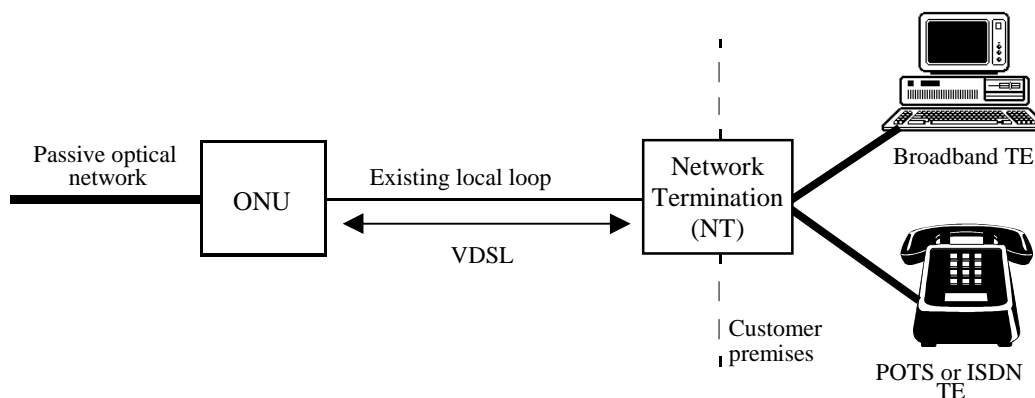 Passive optical
network
ONU
Existing local loop
VDSL
Network
Termination
(NT)
Customer
premises
Broadband TE
POTS or ISDN
TE